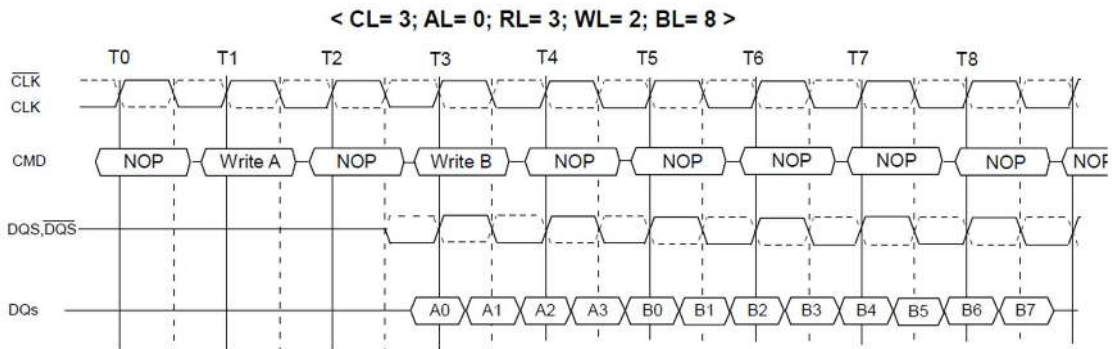 < CL= 3; AL= 0; RL= 3; WL= 2; BL= 8 >
T0 T1 T2 T3 T4 T5 T6 T7 T8
CLK
CLK
CMD NOP Write A NOP Write B NOP NOP NOP NOP NOP NOP
DQS,DQS
DQs A0 A1 A2 A3 B0 B1 B2 B3 B4 B5 B6 B7